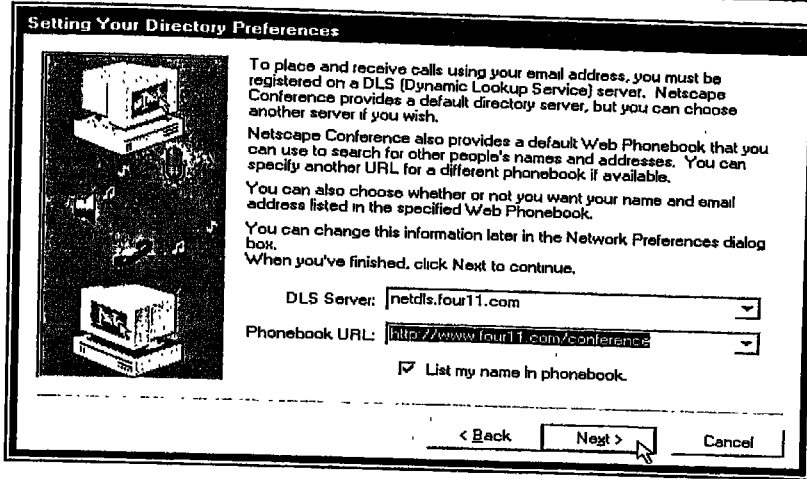 Setting Your Directory Preferences
To place and receive calls using your email address, you must be
registered on a DLS (Dynamic Lookup Service) server. Netscape
Conference provides a default directory server, but you can choose
another server if you wish.
Netscape Conference also provides a default Web Phonebook that you
can use to search for other people's names and addresses. You can
specify another URL for a different phonebook if available.
You can also choose whether or not you want your name and email
address listed in the specified Web Phonebook.
You can change this information later in the Network Preferences dialog
box.
When you've finished, click Next to continue.
DLS Server: netdls.four11.com
Phonebook URL: http://www.four11.com/conference
List my name in phonebook.
< Back Next > Cancel